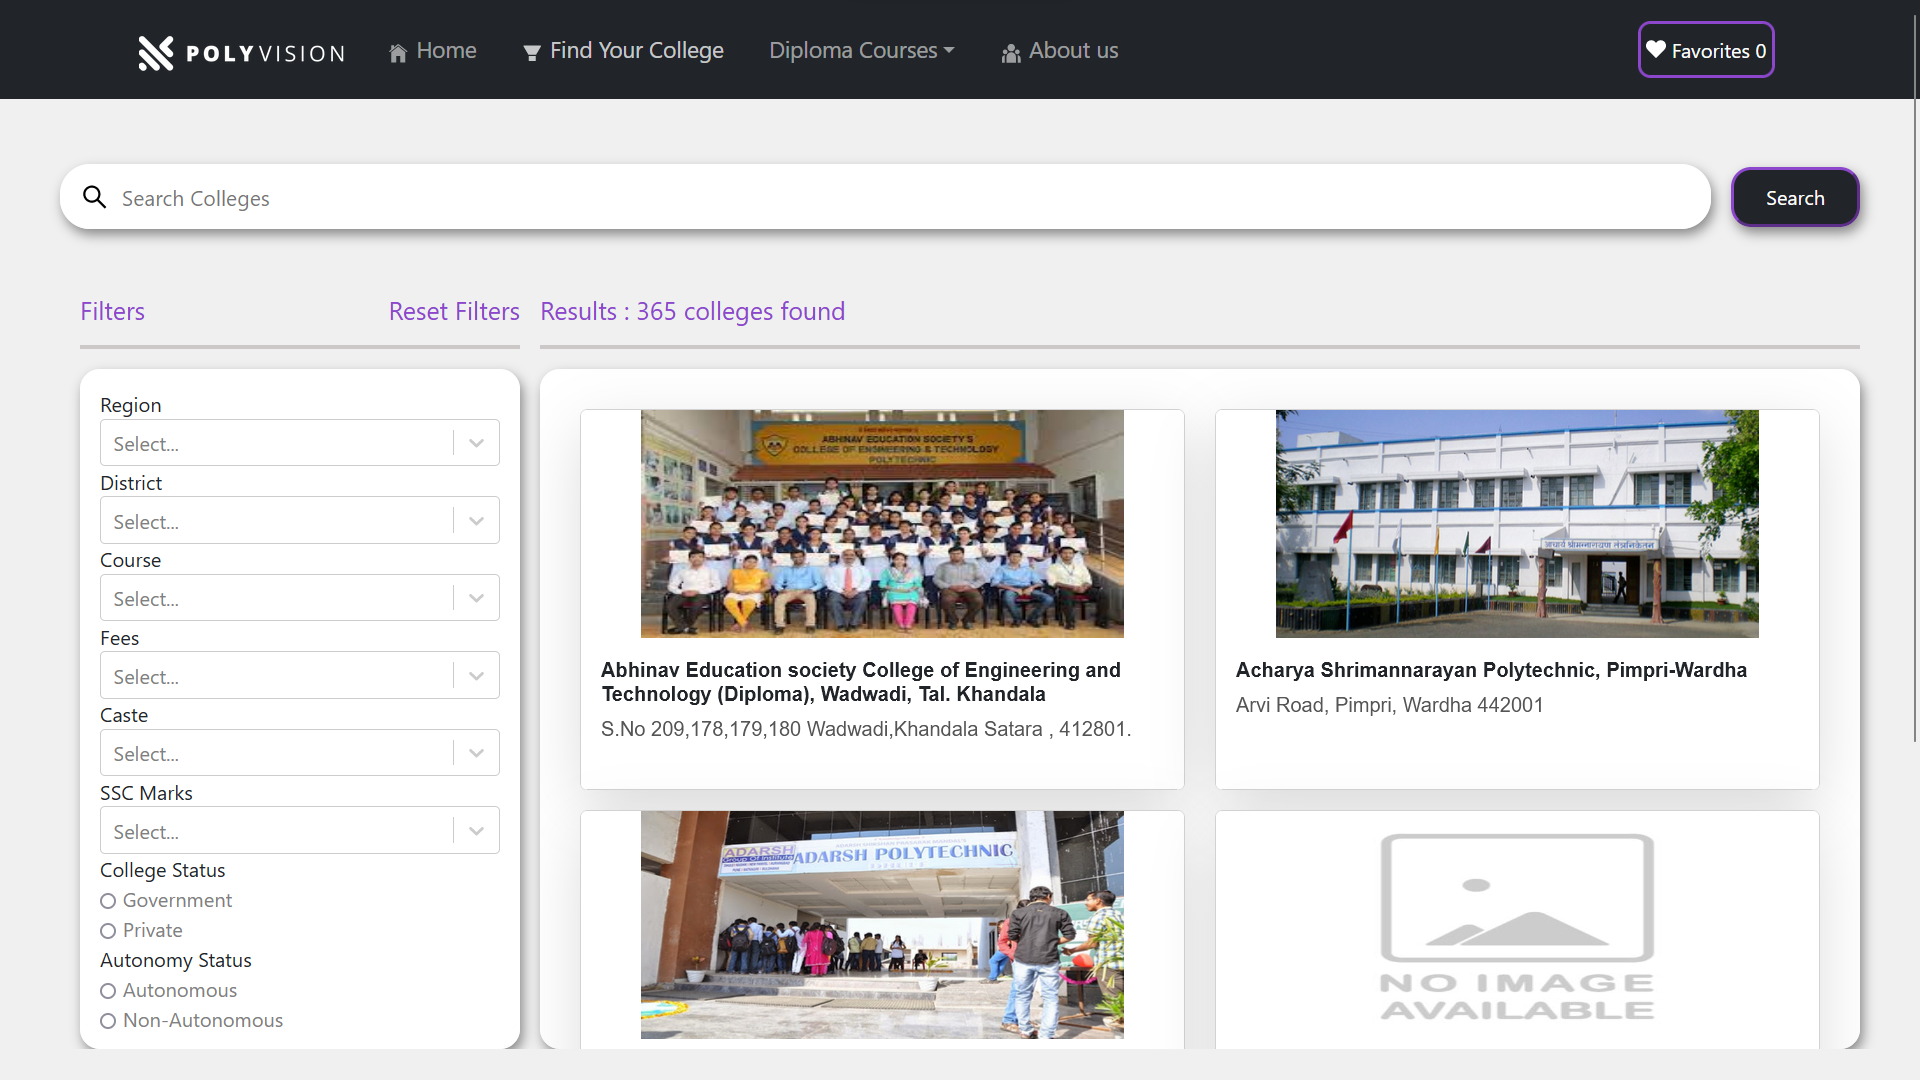 POLYVISION
Home
Find Your College
Diploma Courses
About us
Favorites 0
Search Colleges
Search
Filters
Reset Filters
Results : 365 colleges found
Region
Select...
District
Select...
Course
Select...
Fees
Select...
Caste
Select...
SSC Marks
Select...
College Status
Government
Private
Autonomy Status
Autonomous
Non-Autonomous
ABHINAV EDUCATION SOCIETY'S
COLLEGE OF ENGINEERING & TECHNOLOGY
POLYTECHNIC
Abhinav Education society College of Engineering and
Technology (Diploma), Wadwadi, Tal. Khandala
S.No 209,178,179,180 Wadwadi,Khandala Satara , 412801.
Acharya Shrimannarayan Polytechnic, Pimpri-Wardha
Arvi Road, Pimpri, Wardha 442001
ADARSH
Group Of Institute
ADARSH POLYTECHNIC
NO IMAGE
AVAILABLE